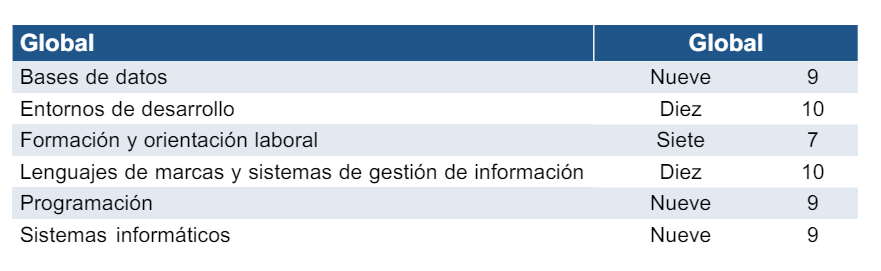 Global Global
Bases de datos Nueve 9
Entornos de desarrollo Diez 10
Formación y orientación laboral Siete 7
Lenguajes de marcas y sistemas de gestión de información Diez 10
Programación Nueve 9
Sistemas informáticos Nueve 9